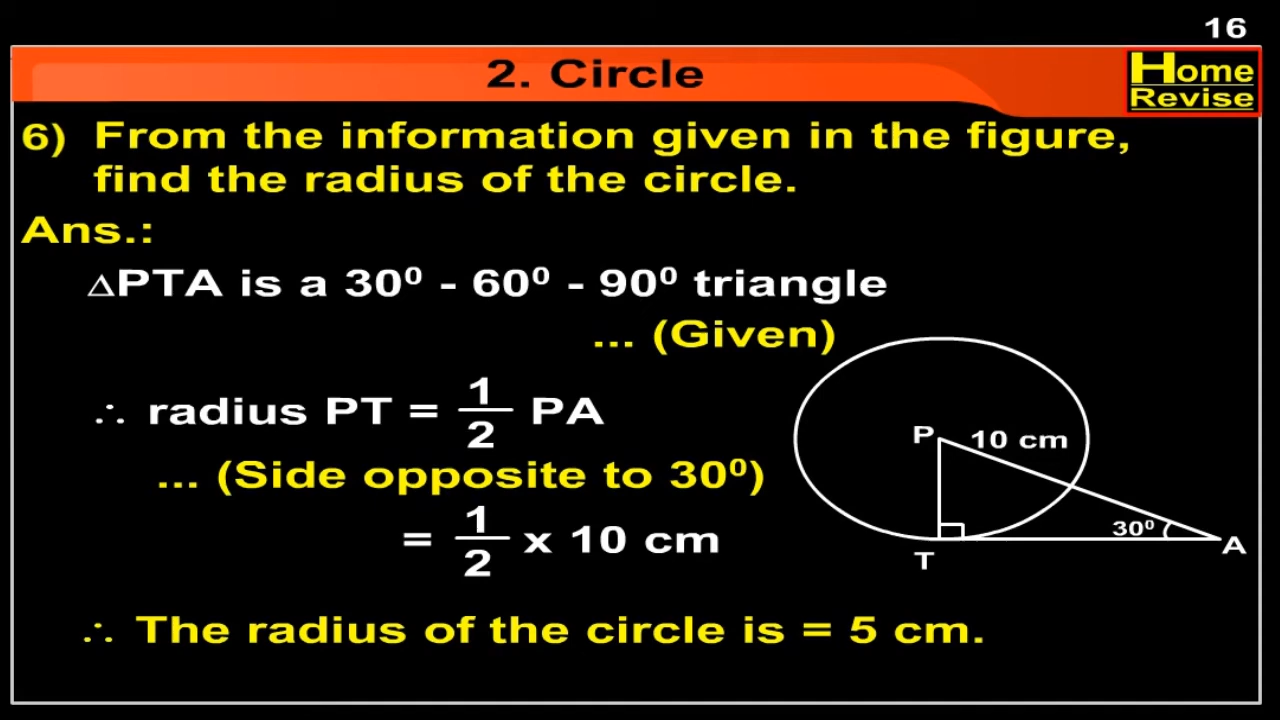 16
2. Circle
Home
Revise
6) From the information given in the figure,
find the radius of the circle.
Ans.:
△PTA is a 30⁰ - 60⁰ - 90⁰ triangle
... (Given)
∴ radius PT = 1/2 PA
... (Side opposite to 30⁰)
= 1/2 x 10 cm
∴ The radius of the circle is = 5 cm.
P 10 cm
30⁰
T
A